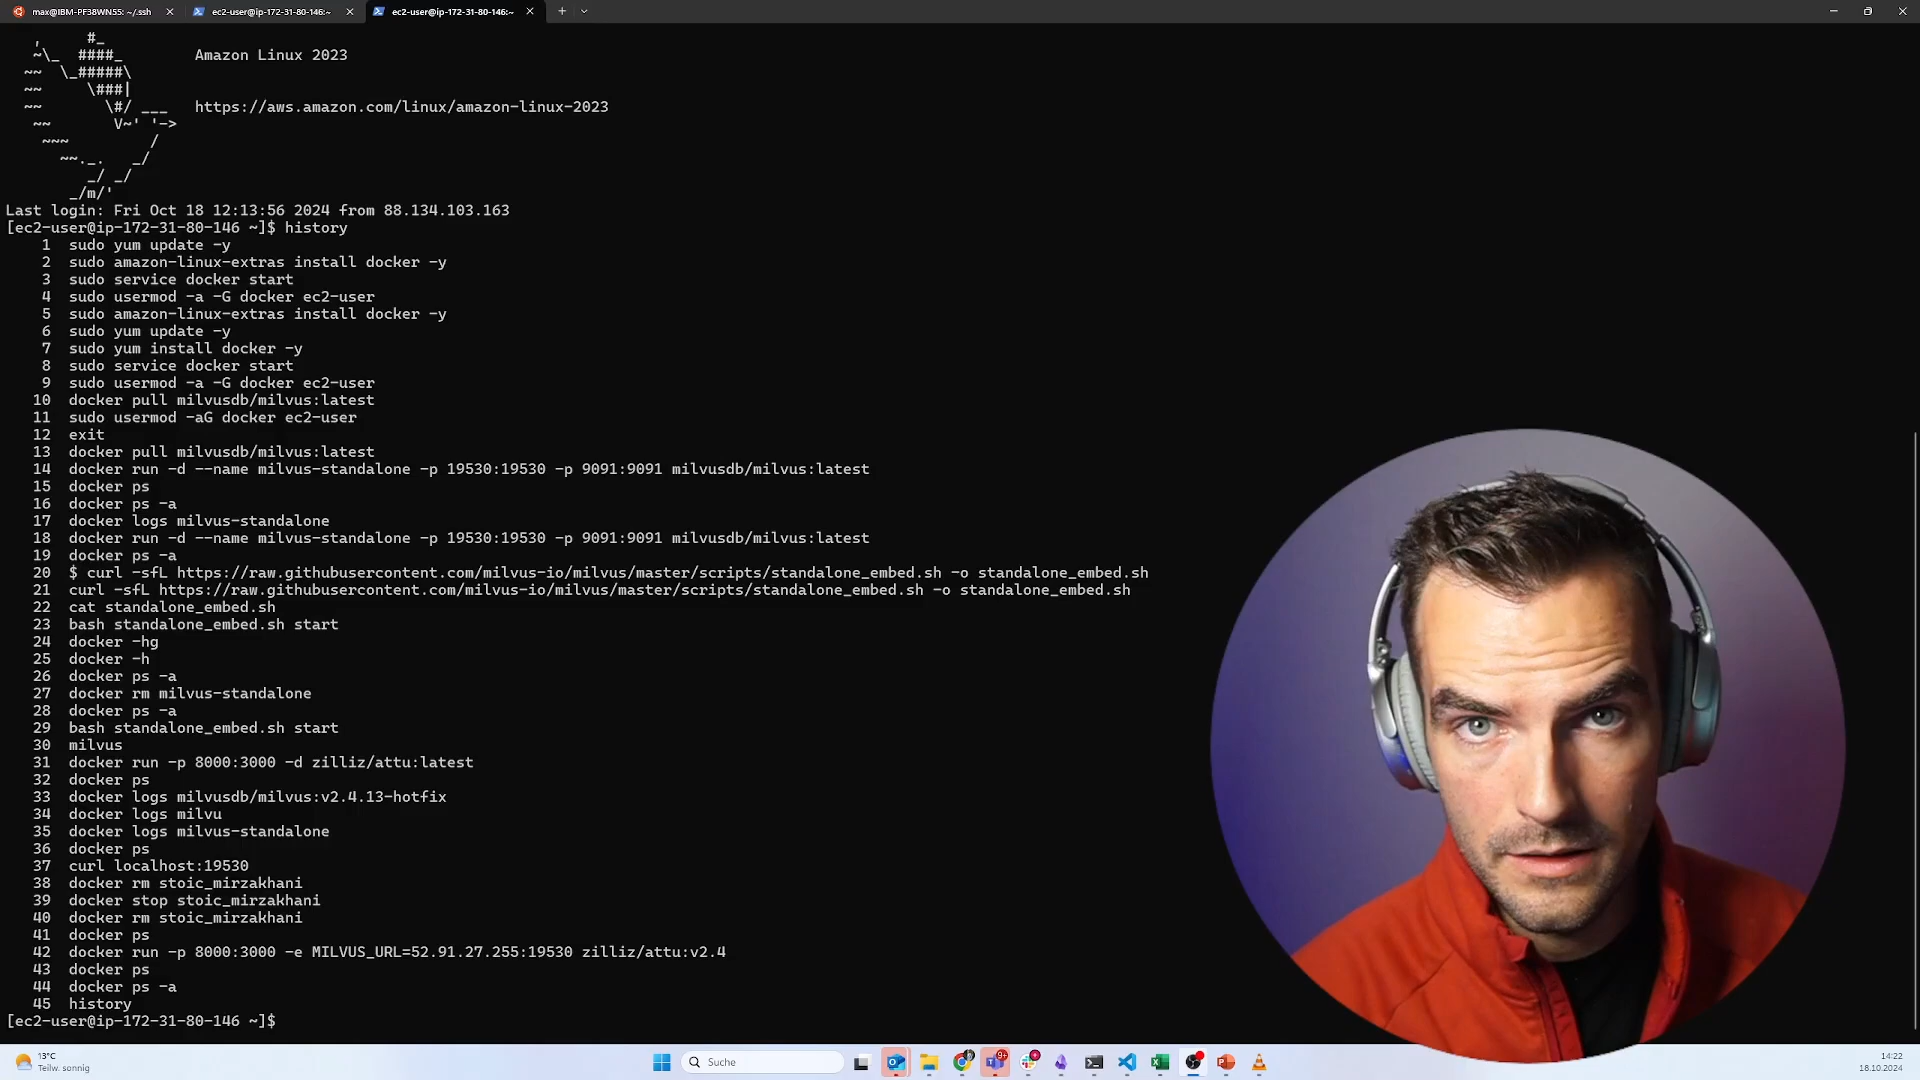 max@IBM-PF38WN55: ~/.ssh
ec2-user@ip-172-31-80-146:~
ec2-user@ip-172-31-80-146:~
,     #_
~\_  ####_        Amazon Linux 2023
~~  \_#####\
~~     \###|
~~       \#/ ___   https://aws.amazon.com/linux/amazon-linux-2023
~~       V~' '->
~~~         /
~~._.   _/
_/ _/
_/m/'
Last login: Fri Oct 18 12:13:56 2024 from 88.134.103.163
[ec2-user@ip-172-31-80-146 ~]$ history
1  sudo yum update -y
2  sudo amazon-linux-extras install docker -y
3  sudo service docker start
4  sudo usermod -a -G docker ec2-user
5  sudo amazon-linux-extras install docker -y
6  sudo yum update -y
7  sudo yum install docker -y
8  sudo service docker start
9  sudo usermod -a -G docker ec2-user
10  docker pull milvusdb/milvus:latest
11  sudo usermod -aG docker ec2-user
12  exit
13  docker pull milvusdb/milvus:latest
14  docker run -d --name milvus-standalone -p 19530:19530 -p 9091:9091 milvusdb/milvus:latest
15  docker ps
16  docker ps -a
17  docker logs milvus-standalone
18  docker run -d --name milvus-standalone -p 19530:19530 -p 9091:9091 milvusdb/milvus:latest
19  docker ps -a
20  $ curl -sfL https://raw.githubusercontent.com/milvus-io/milvus/master/scripts/standalone_embed.sh -o standalone_embed.sh
21  curl -sfL https://raw.githubusercontent.com/milvus-io/milvus/master/scripts/standalone_embed.sh -o standalone_embed.sh
22  cat standalone_embed.sh
23  bash standalone_embed.sh start
24  docker -hg
25  docker -h
26  docker ps -a
27  docker rm milvus-standalone
28  docker ps -a
29  bash standalone_embed.sh start
30  milvus
31  docker run -p 8000:3000 -d zilliz/attu:latest
32  docker ps
33  docker logs milvusdb/milvus:v2.4.13-hotfix
34  docker logs milvu
35  docker logs milvus-standalone
36  docker ps
37  curl localhost:19530
38  docker rm stoic_mirzakhani
39  docker stop stoic_mirzakhani
40  docker rm stoic_mirzakhani
41  docker ps
42  docker run -p 8000:3000 -e MILVUS_URL=52.91.27.255:19530 zilliz/attu:v2.4
43  docker ps
44  docker ps -a
45  history
[ec2-user@ip-172-31-80-146 ~]$
13°C
Teilw. sonnig
Suche
9+
14:22
18.10.2024